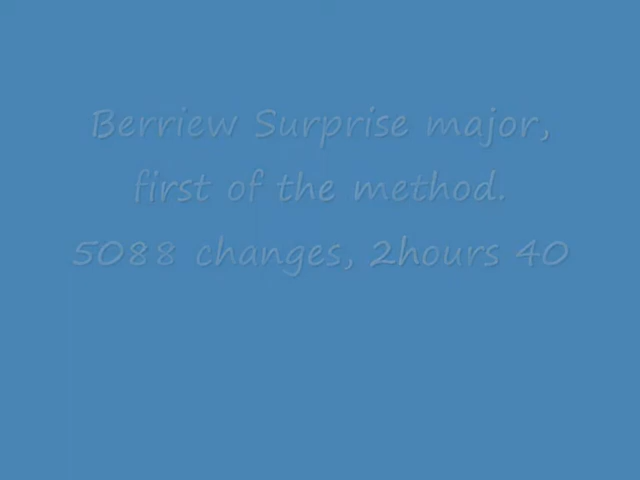 Berriew Surprise major,
first of the method.
5088 changes, 2hours 40